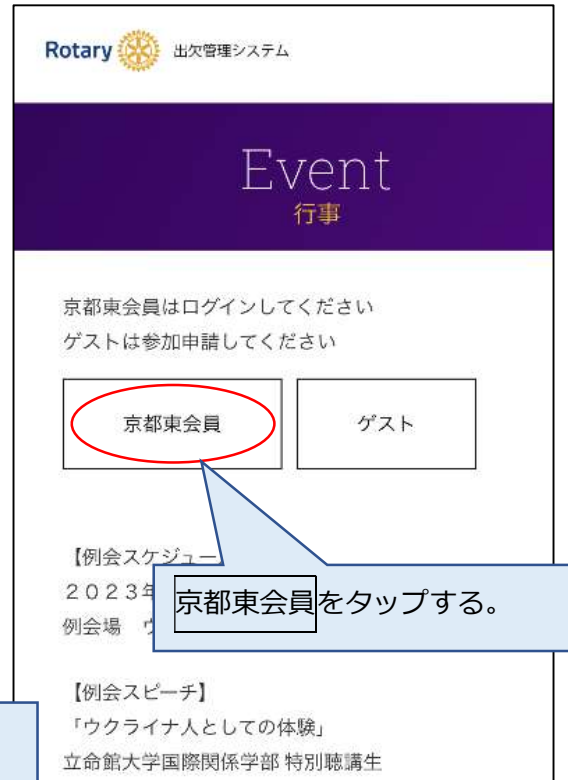 Rotary 出欠管理システム
Event
行事
京都東会員はログインしてください
ゲストは参加申請してください
京都東会員
ゲスト
【例会スケジュー
２０２３年
例会場
京都東会員をタップする。
【例会スピーチ】
「ウクライナ人としての体験」
立命館大学国際関係学部 特別聴講生